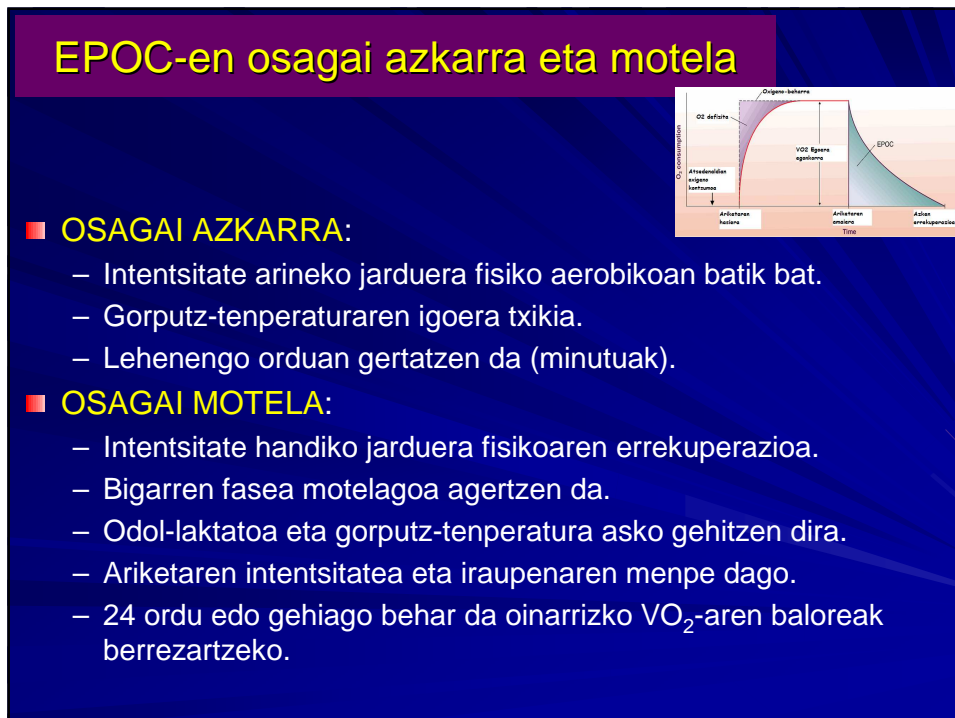 EPOC-en osagai azkarra eta motela
Oxigeno-beharra
O2 defizita
O2 consumption
VO2 Egoera
egonkorra
EPOC
Atsedenaldian
oxigeno
kontzumoa
Ariketaren
hasiera
Ariketaren
amaiera
Azken
errekuperazioa
Time
OSAGAI AZKARRA:
– Intentsitate arineko jarduera fisiko aerobikoan batik bat.
– Gorputz-tenperaturaren igoera txikia.
– Lehenengo orduan gertatzen da (minutuak).
OSAGAI MOTELA:
– Intentsitate handiko jarduera fisikoaren errekuperazioa.
– Bigarren fasea motelagoa agertzen da.
– Odol-laktatoa eta gorputz-tenperatura asko gehitzen dira.
– Ariketaren intentsitatea eta iraupenaren menpe dago.
– 24 ordu edo gehiago behar da oinarrizko VO2-aren baloreak
berrezartzeko.